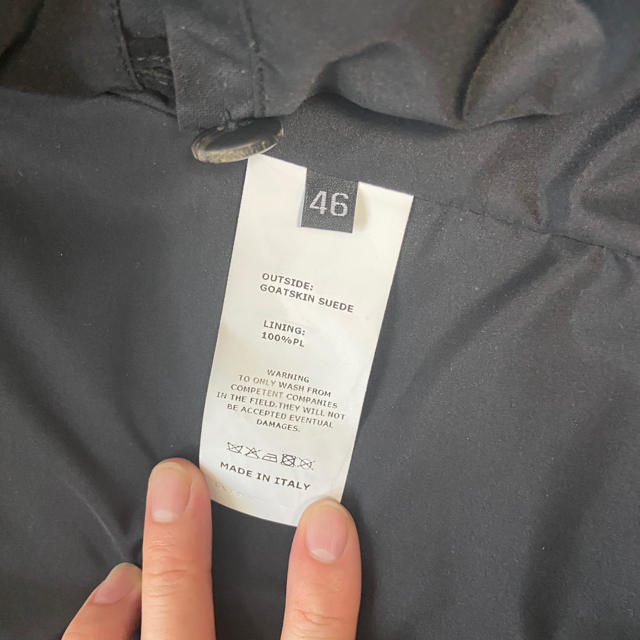 46
OUTSIDE:
GOATSKIN SUEDE
LINING:
100%PL
WARNING
TO ONLY WASH FROM
COMPETENT COMPANIES
IN THE FIELD.THEY WILL NOT
BE ACCEPTED EVENTUAL
DAMAGES.
MADE IN ITALY